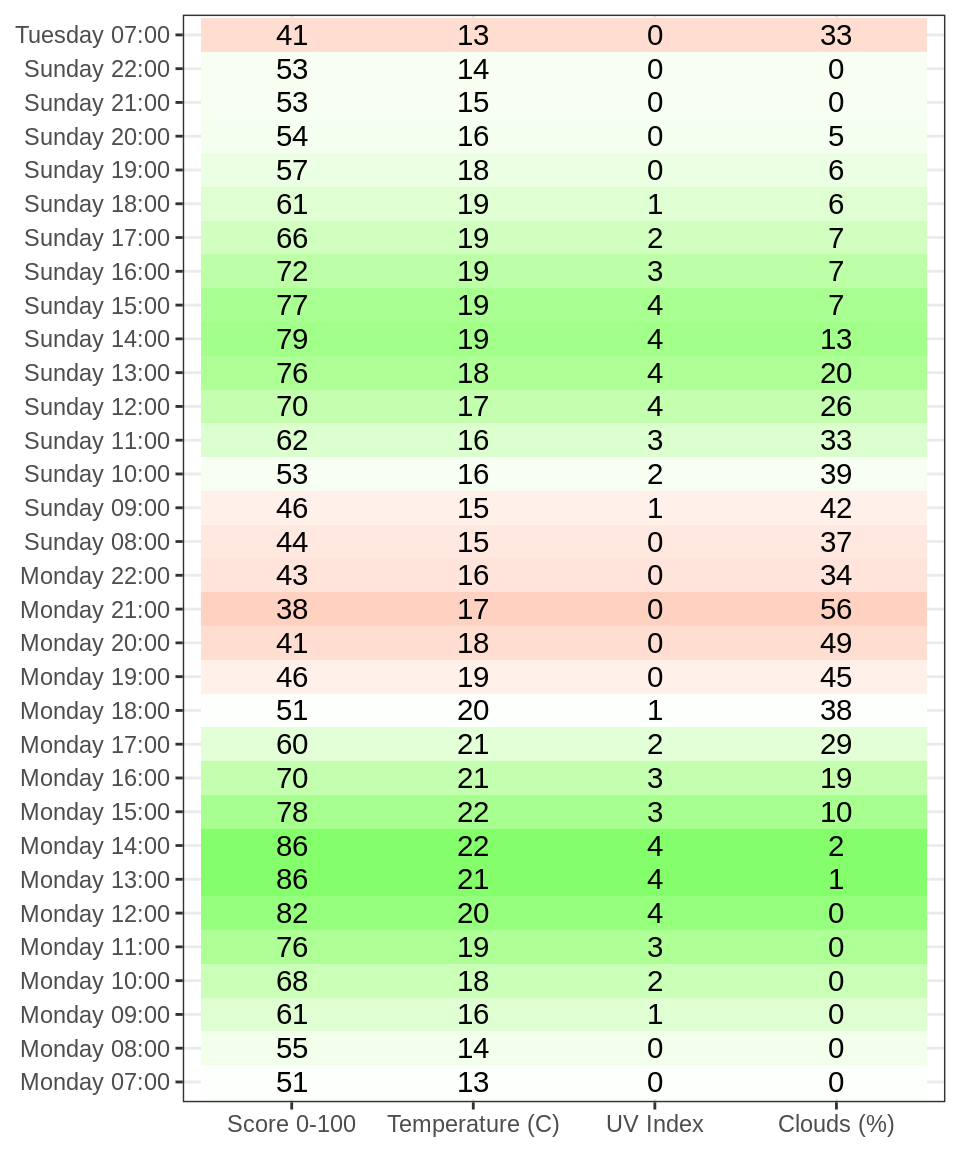 Tuesday 07:00 41 13 0 33
Sunday 22:00 53 14 0 0
Sunday 21:00 53 15 0 0
Sunday 20:00 54 16 0 5
Sunday 19:00 57 18 0 6
Sunday 18:00 61 19 1 6
Sunday 17:00 66 19 2 7
Sunday 16:00 72 19 3 7
Sunday 15:00 77 19 4 7
Sunday 14:00 79 19 4 13
Sunday 13:00 76 18 4 20
Sunday 12:00 70 17 4 26
Sunday 11:00 62 16 3 33
Sunday 10:00 53 16 2 39
Sunday 09:00 46 15 1 42
Sunday 08:00 44 15 0 37
Monday 22:00 43 16 0 34
Monday 21:00 38 17 0 56
Monday 20:00 41 18 0 49
Monday 19:00 46 19 0 45
Monday 18:00 51 20 1 38
Monday 17:00 60 21 2 29
Monday 16:00 70 21 3 19
Monday 15:00 78 22 3 10
Monday 14:00 86 22 4 2
Monday 13:00 86 21 4 1
Monday 12:00 82 20 4 0
Monday 11:00 76 19 3 0
Monday 10:00 68 18 2 0
Monday 09:00 61 16 1 0
Monday 08:00 55 14 0 0
Monday 07:00 51 13 0 0
Score 0-100 Temperature (C) UV Index Clouds (%)